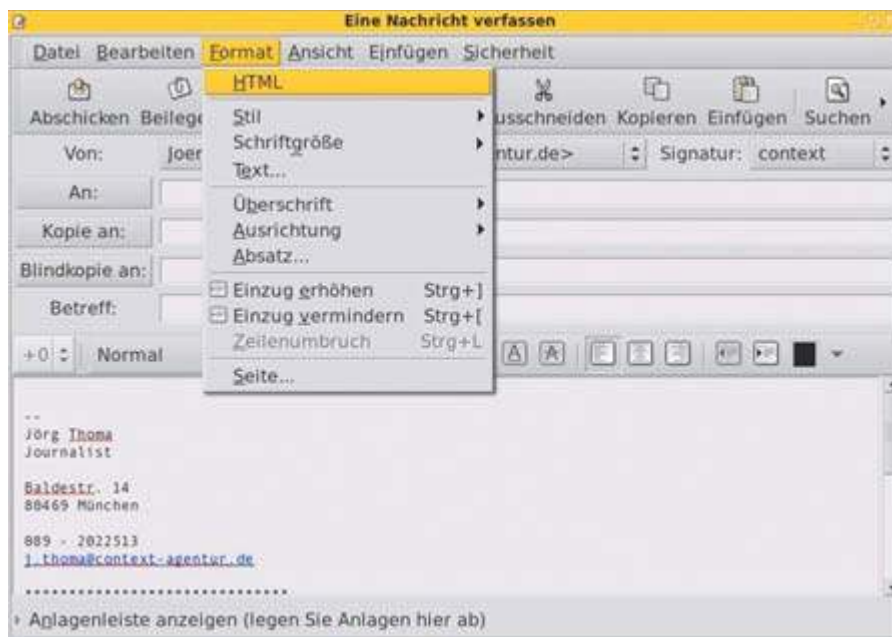 Eine Nachricht verfassen
Datei Bearbeiten Format Ansicht Einfügen Sicherheit
HTML
Abschicken Beilege usschneiden Kopieren Einfügen Suchen
Stil
Schriftgröße
Von: Joer ntur.de> Signatur: context
Text...
An:
Überschrift
Kopie an:
Ausrichtung
Absatz...
Blindkopie an:
Einzug erhöhen Strg+]
Betreff:
Einzug vermindern Strg+[
Zeilenumbruch Strg+L
+0 Normal
Seite...
--
Jörg Thoma
Journalist
Baldestr. 14
80469 München
089 - 2022513
j.thoma@context-agentur.de
Anlagenleiste anzeigen (legen Sie Anlagen hier ab)